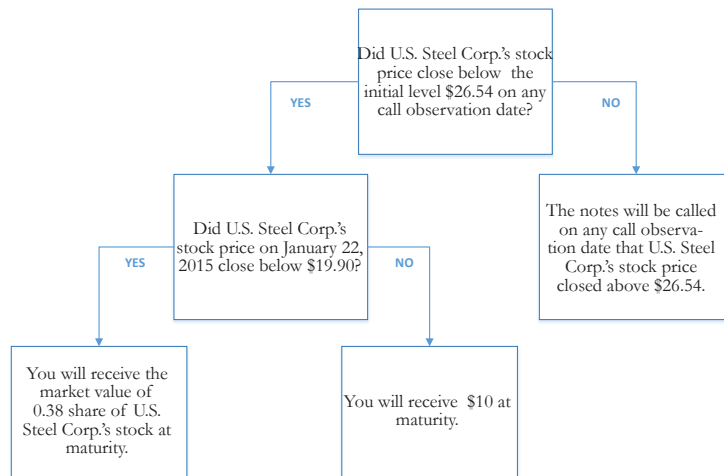 Did U.S. Steel Corp.'s stock
price close below the
initial level $26.54 on any
call observation date?
YES
NO
Did U.S. Steel Corp.'s
stock price on January 22,
2015 close below $19.90?
The notes will be called
on any call observa-
tion date that U.S. Steel
Corp.'s stock price
closed above $26.54.
YES
NO
You will receive the
market value of
0.38 share of U.S.
Steel Corp.'s stock at
maturity.
You will receive $10 at
maturity.